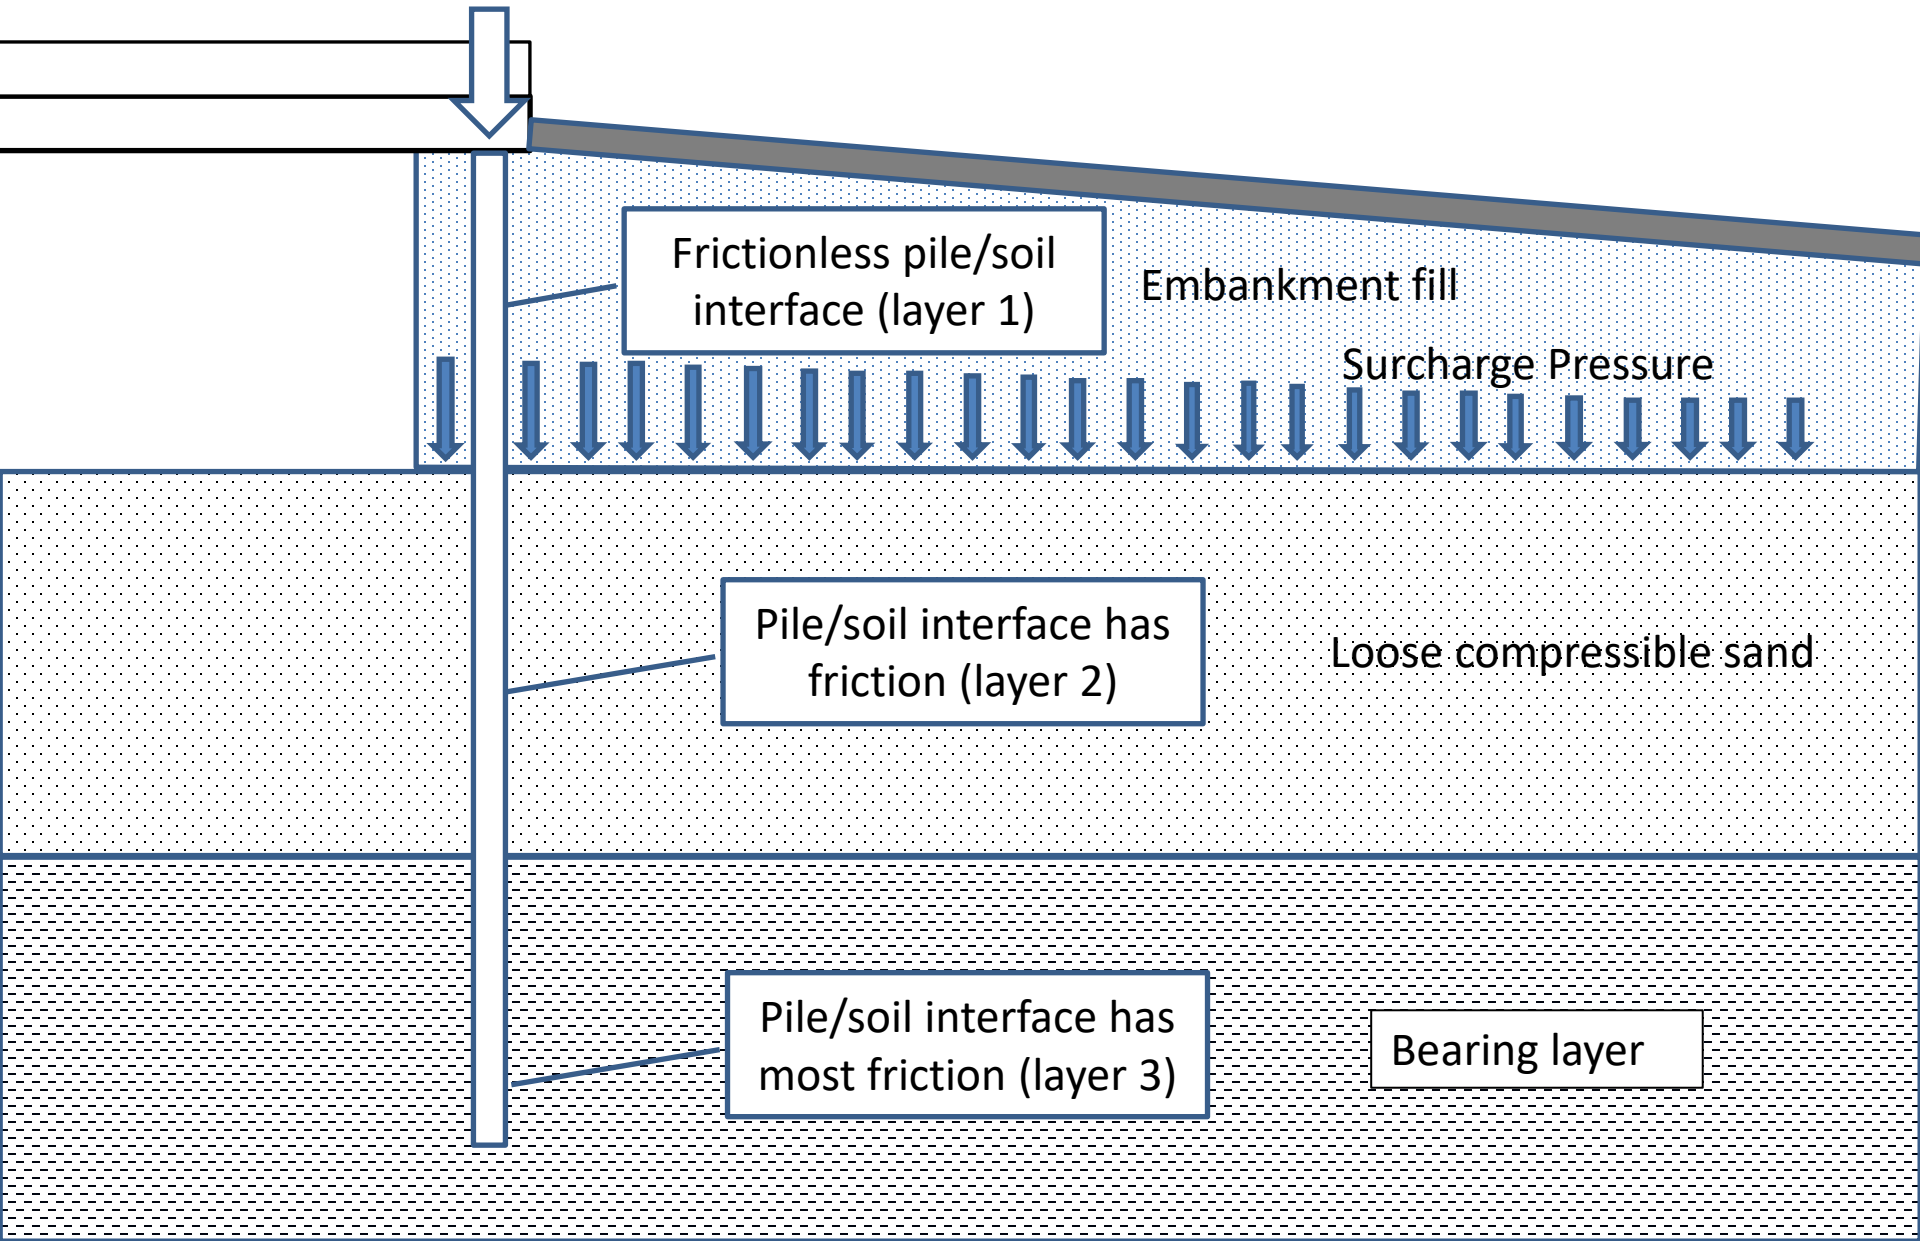 Frictionless pile/soil
interface (layer 1)
Embankment fill
Surcharge Pressure
Pile/soil interface has
friction (layer 2)
Loose compressible sand
Pile/soil interface has
most friction (layer 3)
Bearing layer